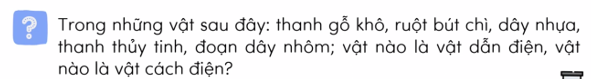 ?
Trong những vật sau đây: thanh gỗ khô, ruột bút chì, dây nhựa,
thanh thủy tinh, đoạn dây nhôm; vật nào là vật dẫn điện, vật
nào là vật cách điện?